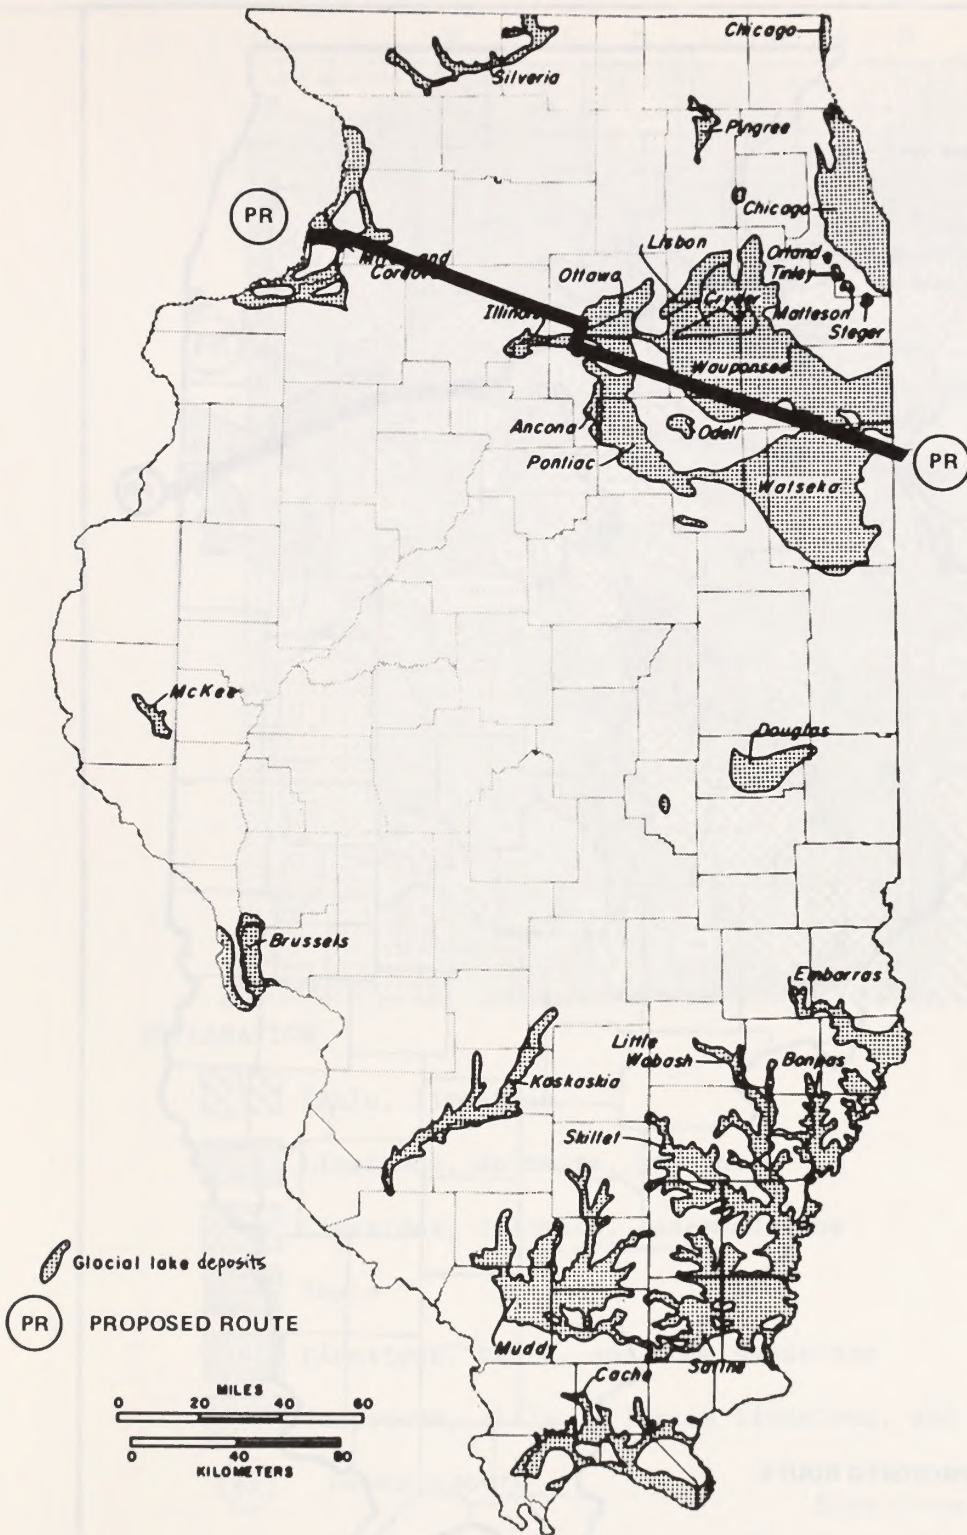 Chicago
Silveria
Pingree
PR
Chicago
Lisbon
Orland
Tinley
Ottawa
Cryder
Illinois
Matteson
Steger
Wauponsee
Ancona
Odell
Pontiac
PR
Watseka
McKee
Douglas
Brussels
Embarras
Little
Wabash
Bonpas
Kaskaskia
Skillet
Glacial lake deposits
PR PROPOSED ROUTE
Muddy
Saline
Cache
MILES
0 20 40 60
0 40 80
KILOMETERS